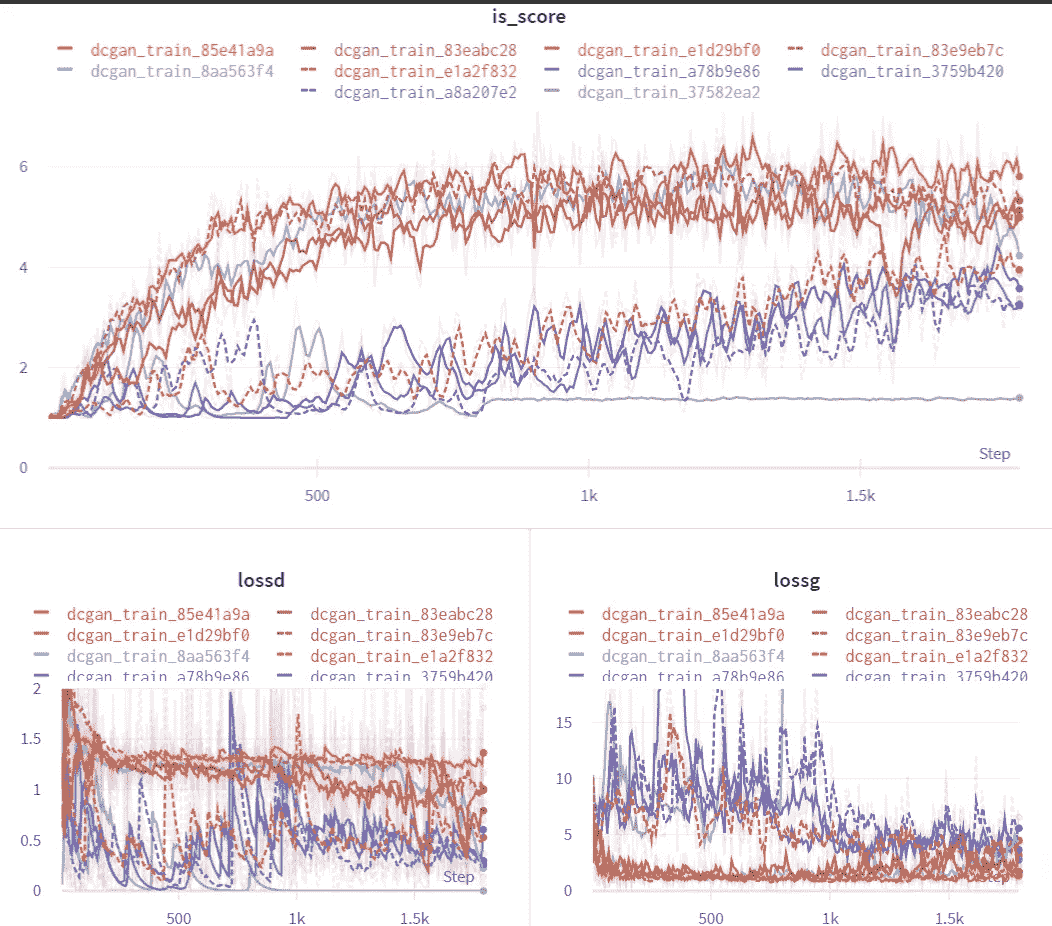 is_score
dcgan_train_85e41a9a dcgan_train_83eabc28 dcgan_train_e1d29bf0 dcgan_train_83e9eb7c
dcgan_train_8aa563f4 dcgan_train_e1a2f832 dcgan_train_a78b9e86 dcgan_train_3759b420
dcgan_train_a8a207e2 dcgan_train_37582ea2
6
4
2
Step
0
500 1k 1.5k
lossd
dcgan_train_85e41a9a dcgan_train_83eabc28
dcgan_train_e1d29bf0 dcgan_train_83e9eb7c
dcgan_train_8aa563f4 dcgan_train_e1a2f832
dcgan_train_a78b9e86 dcgan_train_3759b420
2
1.5
1
0.5
Step
0
500 1k 1.5k
lossg
dcgan_train_85e41a9a dcgan_train_83eabc28
dcgan_train_e1d29bf0 dcgan_train_83e9eb7c
dcgan_train_8aa563f4 dcgan_train_e1a2f832
dcgan_train_a78b9e86 dcgan_train_3759b420
15
10
5
Step
0
500 1k 1.5k